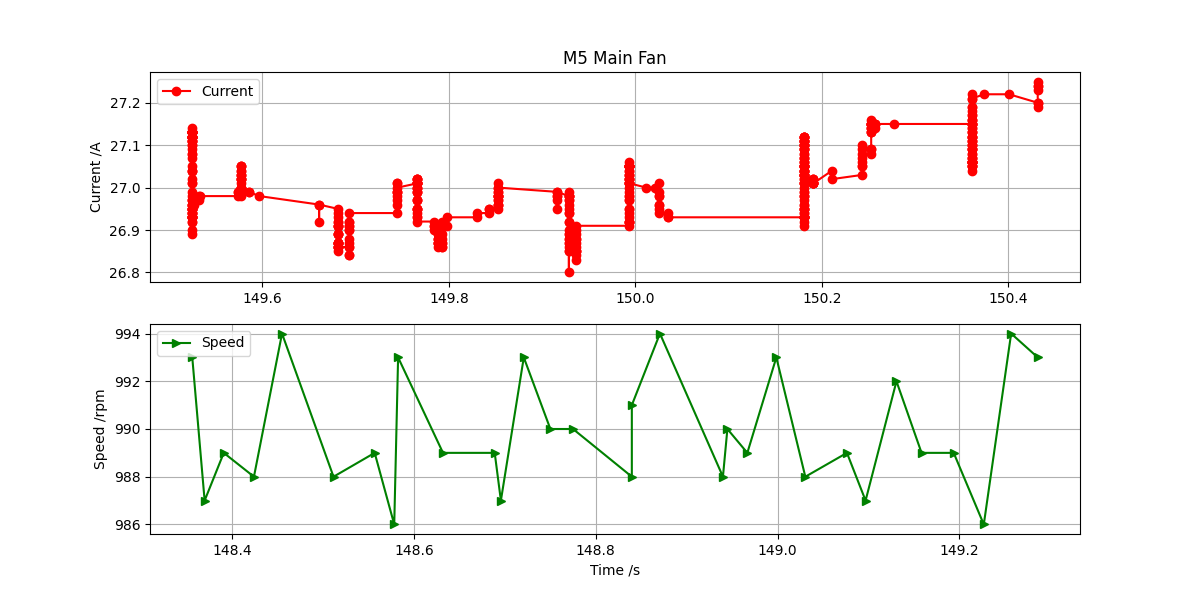 M5 Main Fan
Current
27.2
27.1
27.0
26.9
26.8
Current /A
149.6 149.8 150.0 150.2 150.4
Speed
994
992
990
988
986
Speed /rpm
148.4 148.6 148.8 149.0 149.2
Time /s